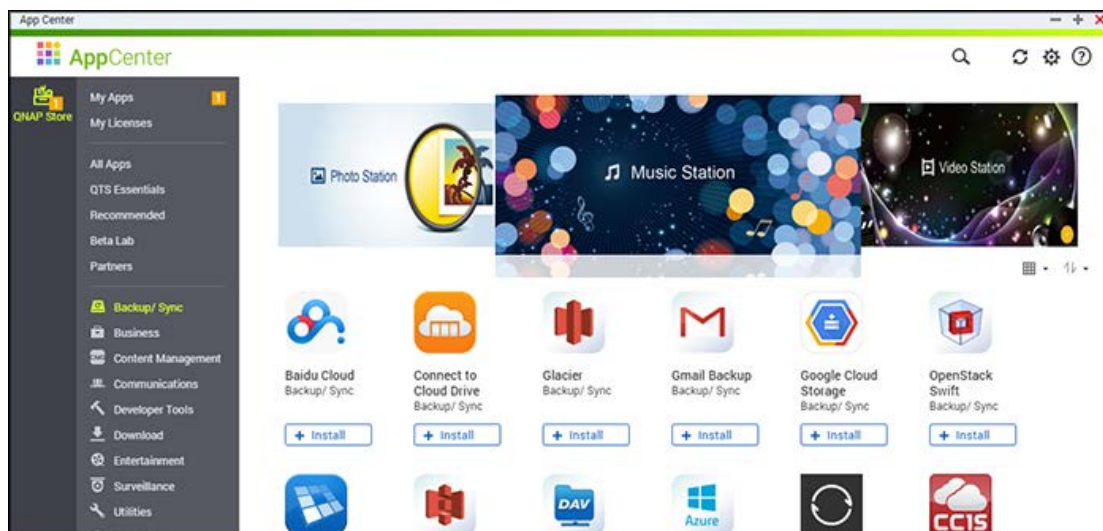 App Center
AppCenter
QNAP Store
1
My Apps
1
My Licenses
All Apps
QTS Essentials
Recommended
Beta Lab
Partners
Backup/ Sync
Business
Content Management
Communications
Developer Tools
Download
Entertainment
Surveillance
Utilities
Photo Station
Music Station
Video Station
Baidu Cloud
Backup/ Sync
+ Install
Connect to
Cloud Drive
Backup/ Sync
+ Install
Glacier
Backup/ Sync
+ Install
Gmail Backup
Backup/ Sync
+ Install
Google Cloud
Storage
Backup/ Sync
+ Install
OpenStack
Swift
Backup/ Sync
+ Install
DAV
Azure
CC1S